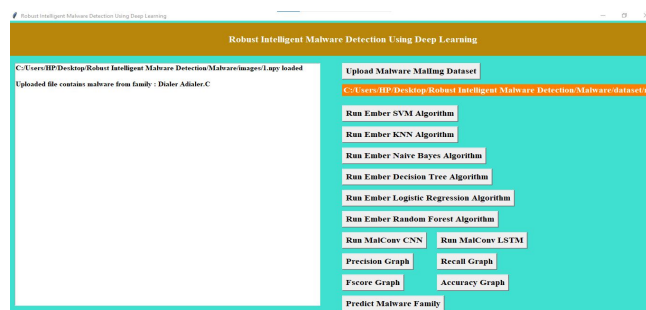 Robust Intelligent Malware Detection Using Deep Learning
Robust Intelligent Malware Detection Using Deep Learning
C:/Users/HP/Desktop/Robust Intelligent Malware Detection/Malware/images/1.npy loaded
Uploaded file contains malware from family : Dialer Adialer.C
Upload Malware MalImg Dataset
C:/Users/HP/Desktop/Robust Intelligent Malware Detection/Malware/dataset/
Run Ember SVM Algorithm
Run Ember KNN Algorithm
Run Ember Naive Bayes Algorithm
Run Ember Decision Tree Algorithm
Run Ember Logistic Regression Algorithm
Run Ember Random Forest Algorithm
Run MalConv CNN Run MalConv LSTM
Precision Graph Recall Graph
Fscore Graph Accuracy Graph
Predict Malware Family